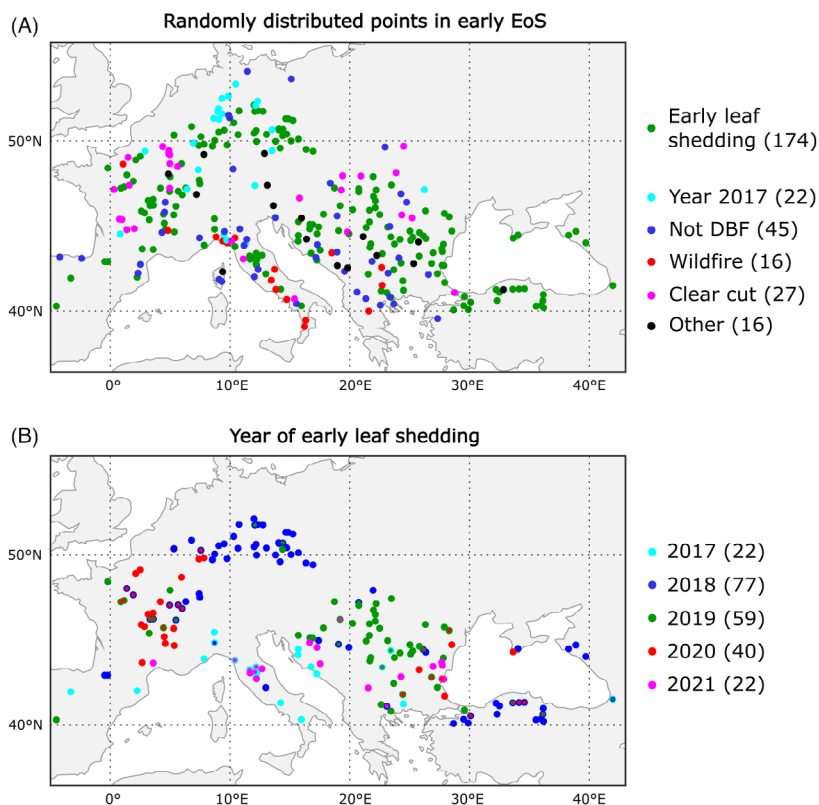 (A)
Randomly distributed points in early EoS
50°N
40°N
0°
10°E
20°E
30°E
40°E
Early leaf
shedding (174)
Year 2017 (22)
Not DBF (45)
Wildfire (16)
Clear cut (27)
Other (16)
(B)
Year of early leaf shedding
50°N
40°N
0°
10°E
20°E
30°E
40°E
2017 (22)
2018 (77)
2019 (59)
2020 (40)
2021 (22)